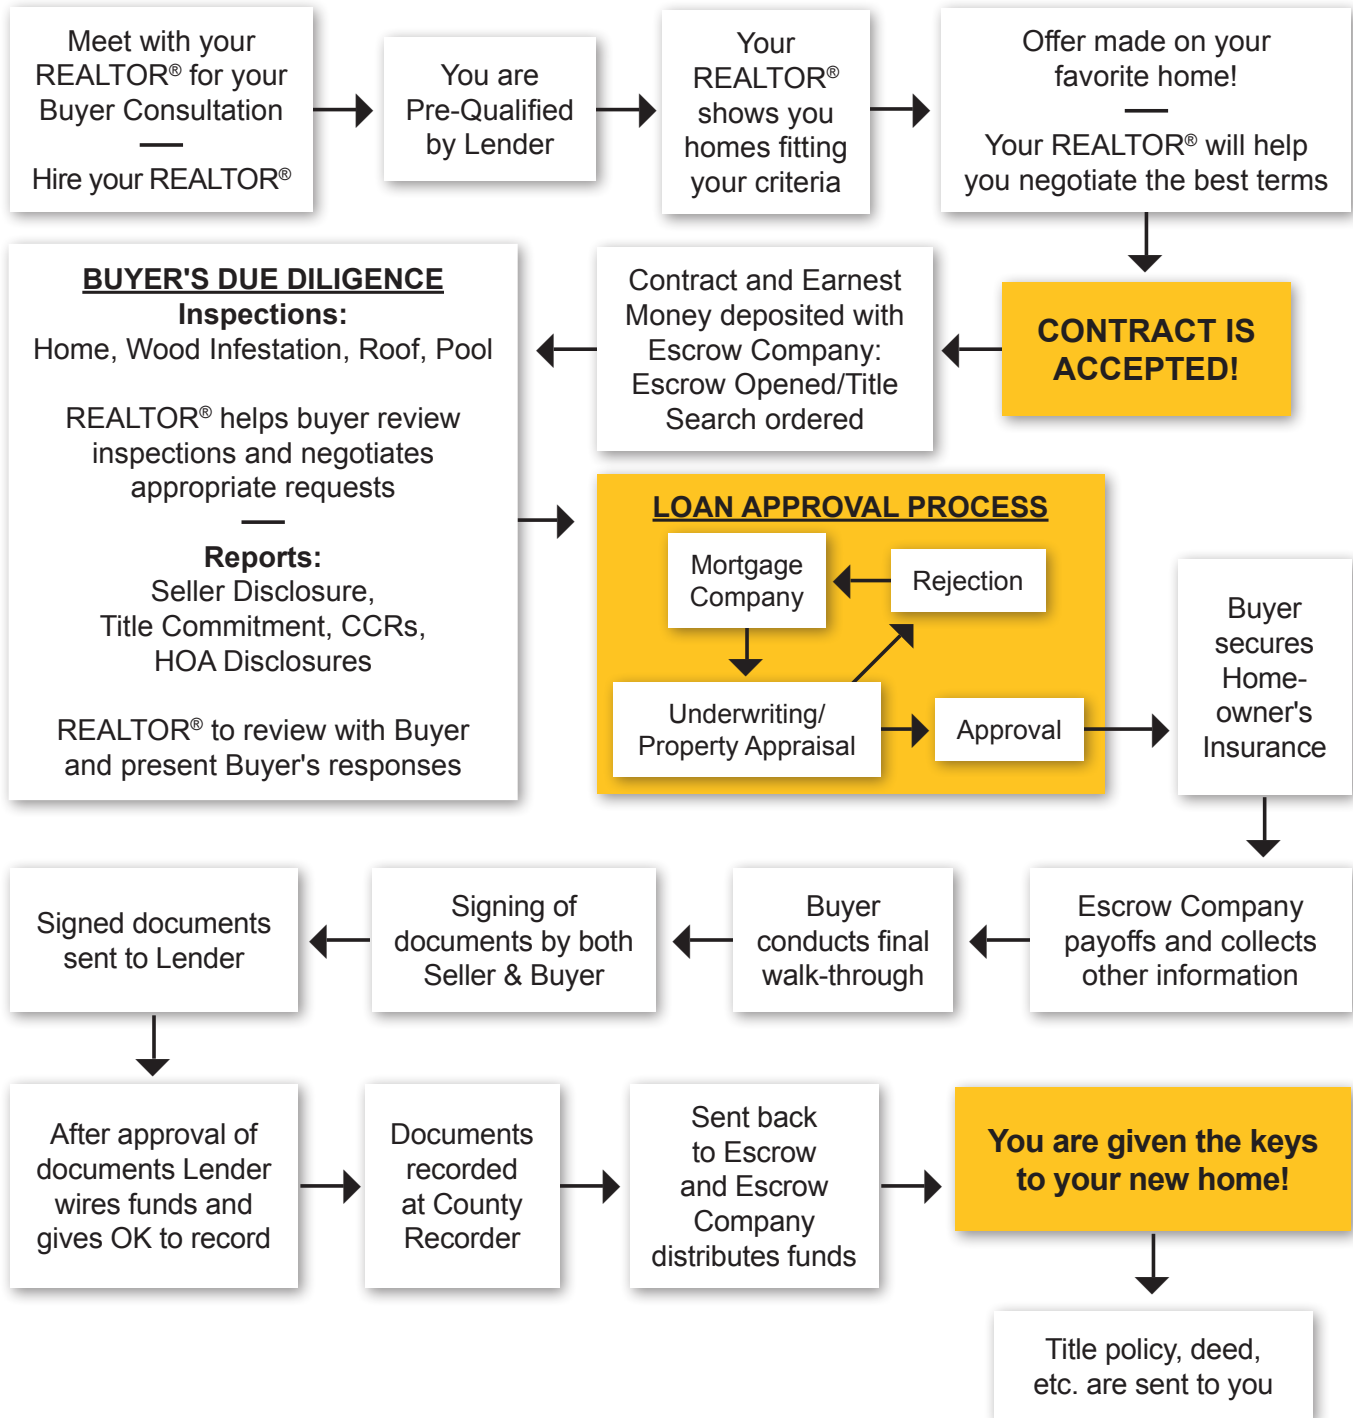 Meet with your
REALTOR® for your
Buyer Consultation
Hire your REALTOR®
You are
Pre-Qualified
by Lender
Your
REALTOR®
shows you
homes fitting
your criteria
Offer made on your
favorite home!
Your REALTOR® will help
you negotiate the best terms
CONTRACT IS
ACCEPTED!
Contract and Earnest
Money deposited with
Escrow Company:
Escrow Opened/Title
Search ordered
BUYER'S DUE DILIGENCE
Inspections:
Home, Wood Infestation, Roof, Pool
REALTOR® helps buyer review
inspections and negotiates
appropriate requests
Reports:
Seller Disclosure,
Title Commitment, CCRs,
HOA Disclosures
REALTOR® to review with Buyer
and present Buyer's responses
LOAN APPROVAL PROCESS
Mortgage
Company
Rejection
Underwriting/
Property Appraisal
Approval
Buyer
secures
Home-
owner's
Insurance
Escrow Company
payoffs and collects
other information
Buyer
conducts final
walk-through
Signing of
documents by both
Seller & Buyer
Signed documents
sent to Lender
After approval of
documents Lender
wires funds and
gives OK to record
Documents
recorded
at County
Recorder
Sent back
to Escrow
and Escrow
Company
distributes funds
You are given the keys
to your new home!
Title policy, deed,
etc. are sent to you